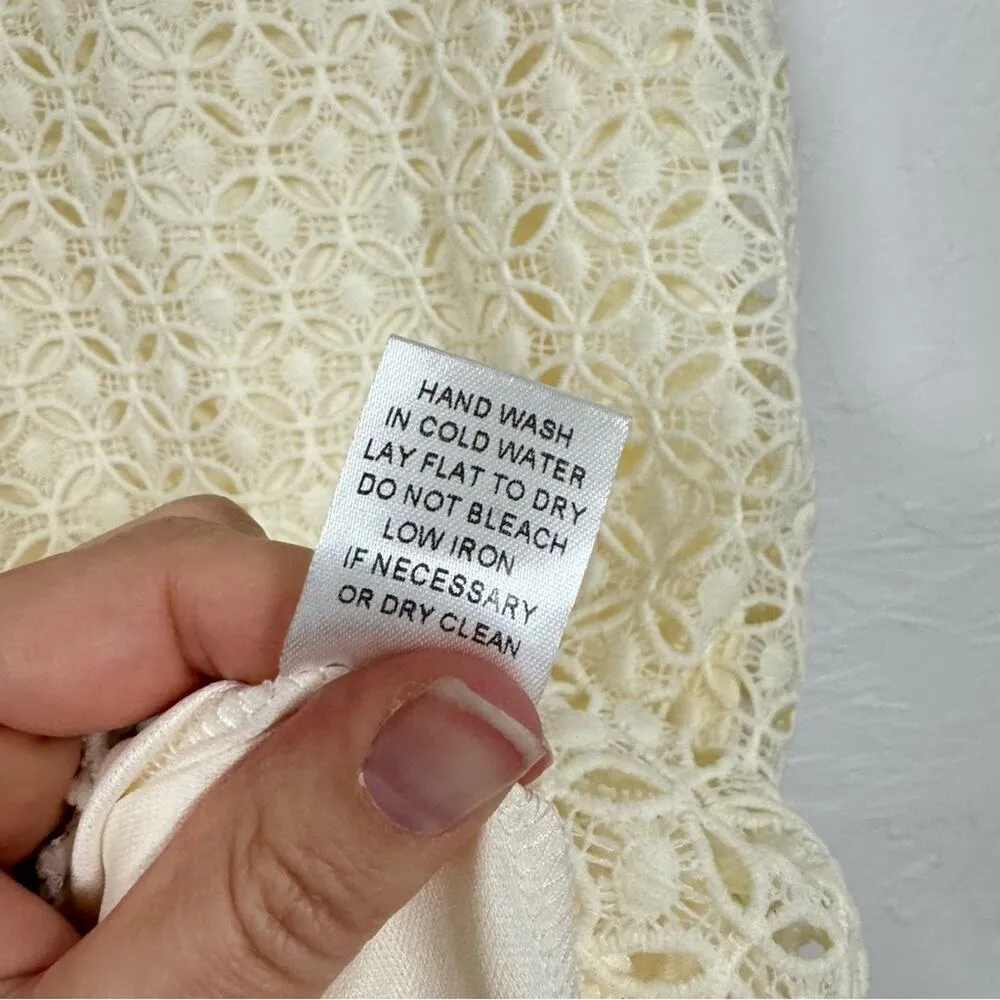 HAND WASH
IN COLD WATER
LAY FLAT TO DRY
DO NOT BLEACH
LOW IRON
IF NECESSARY
OR DRY CLEAN